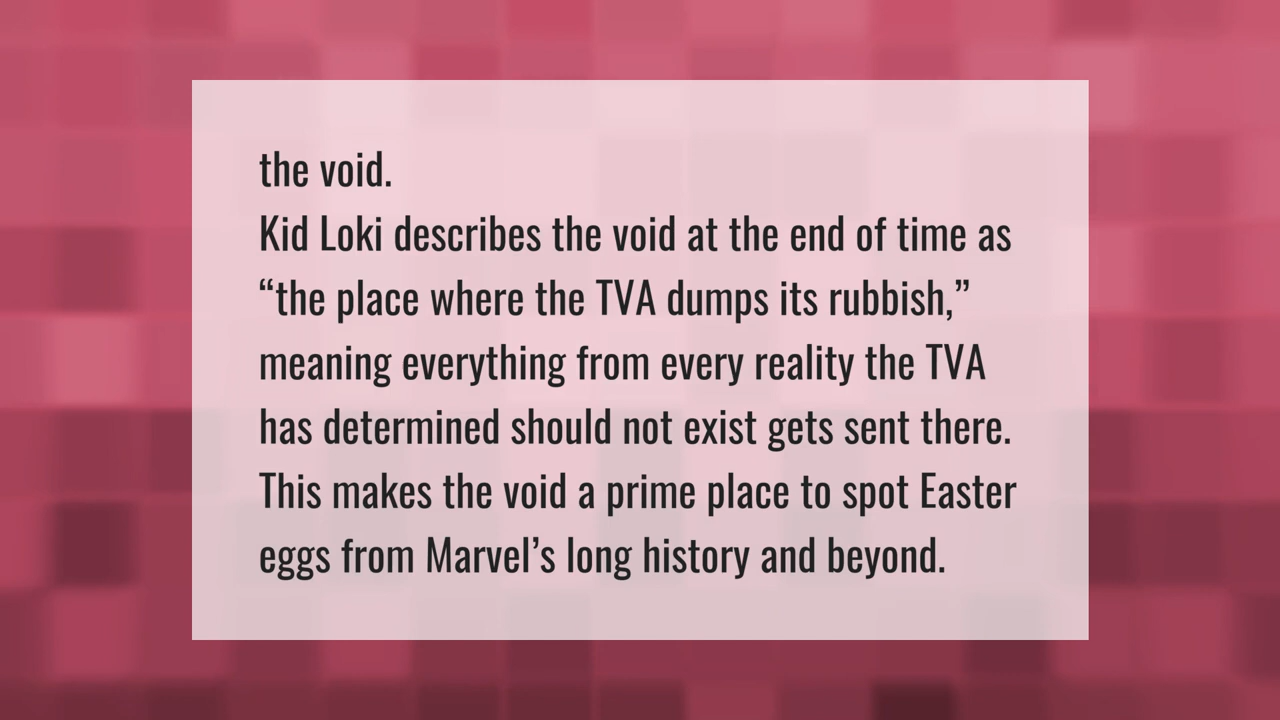 the void.
Kid Loki describes the void at the end of time as
“the place where the TVA dumps its rubbish,”
meaning everything from every reality the TVA
has determined should not exist gets sent there.
This makes the void a prime place to spot Easter
eggs from Marvel’s long history and beyond.